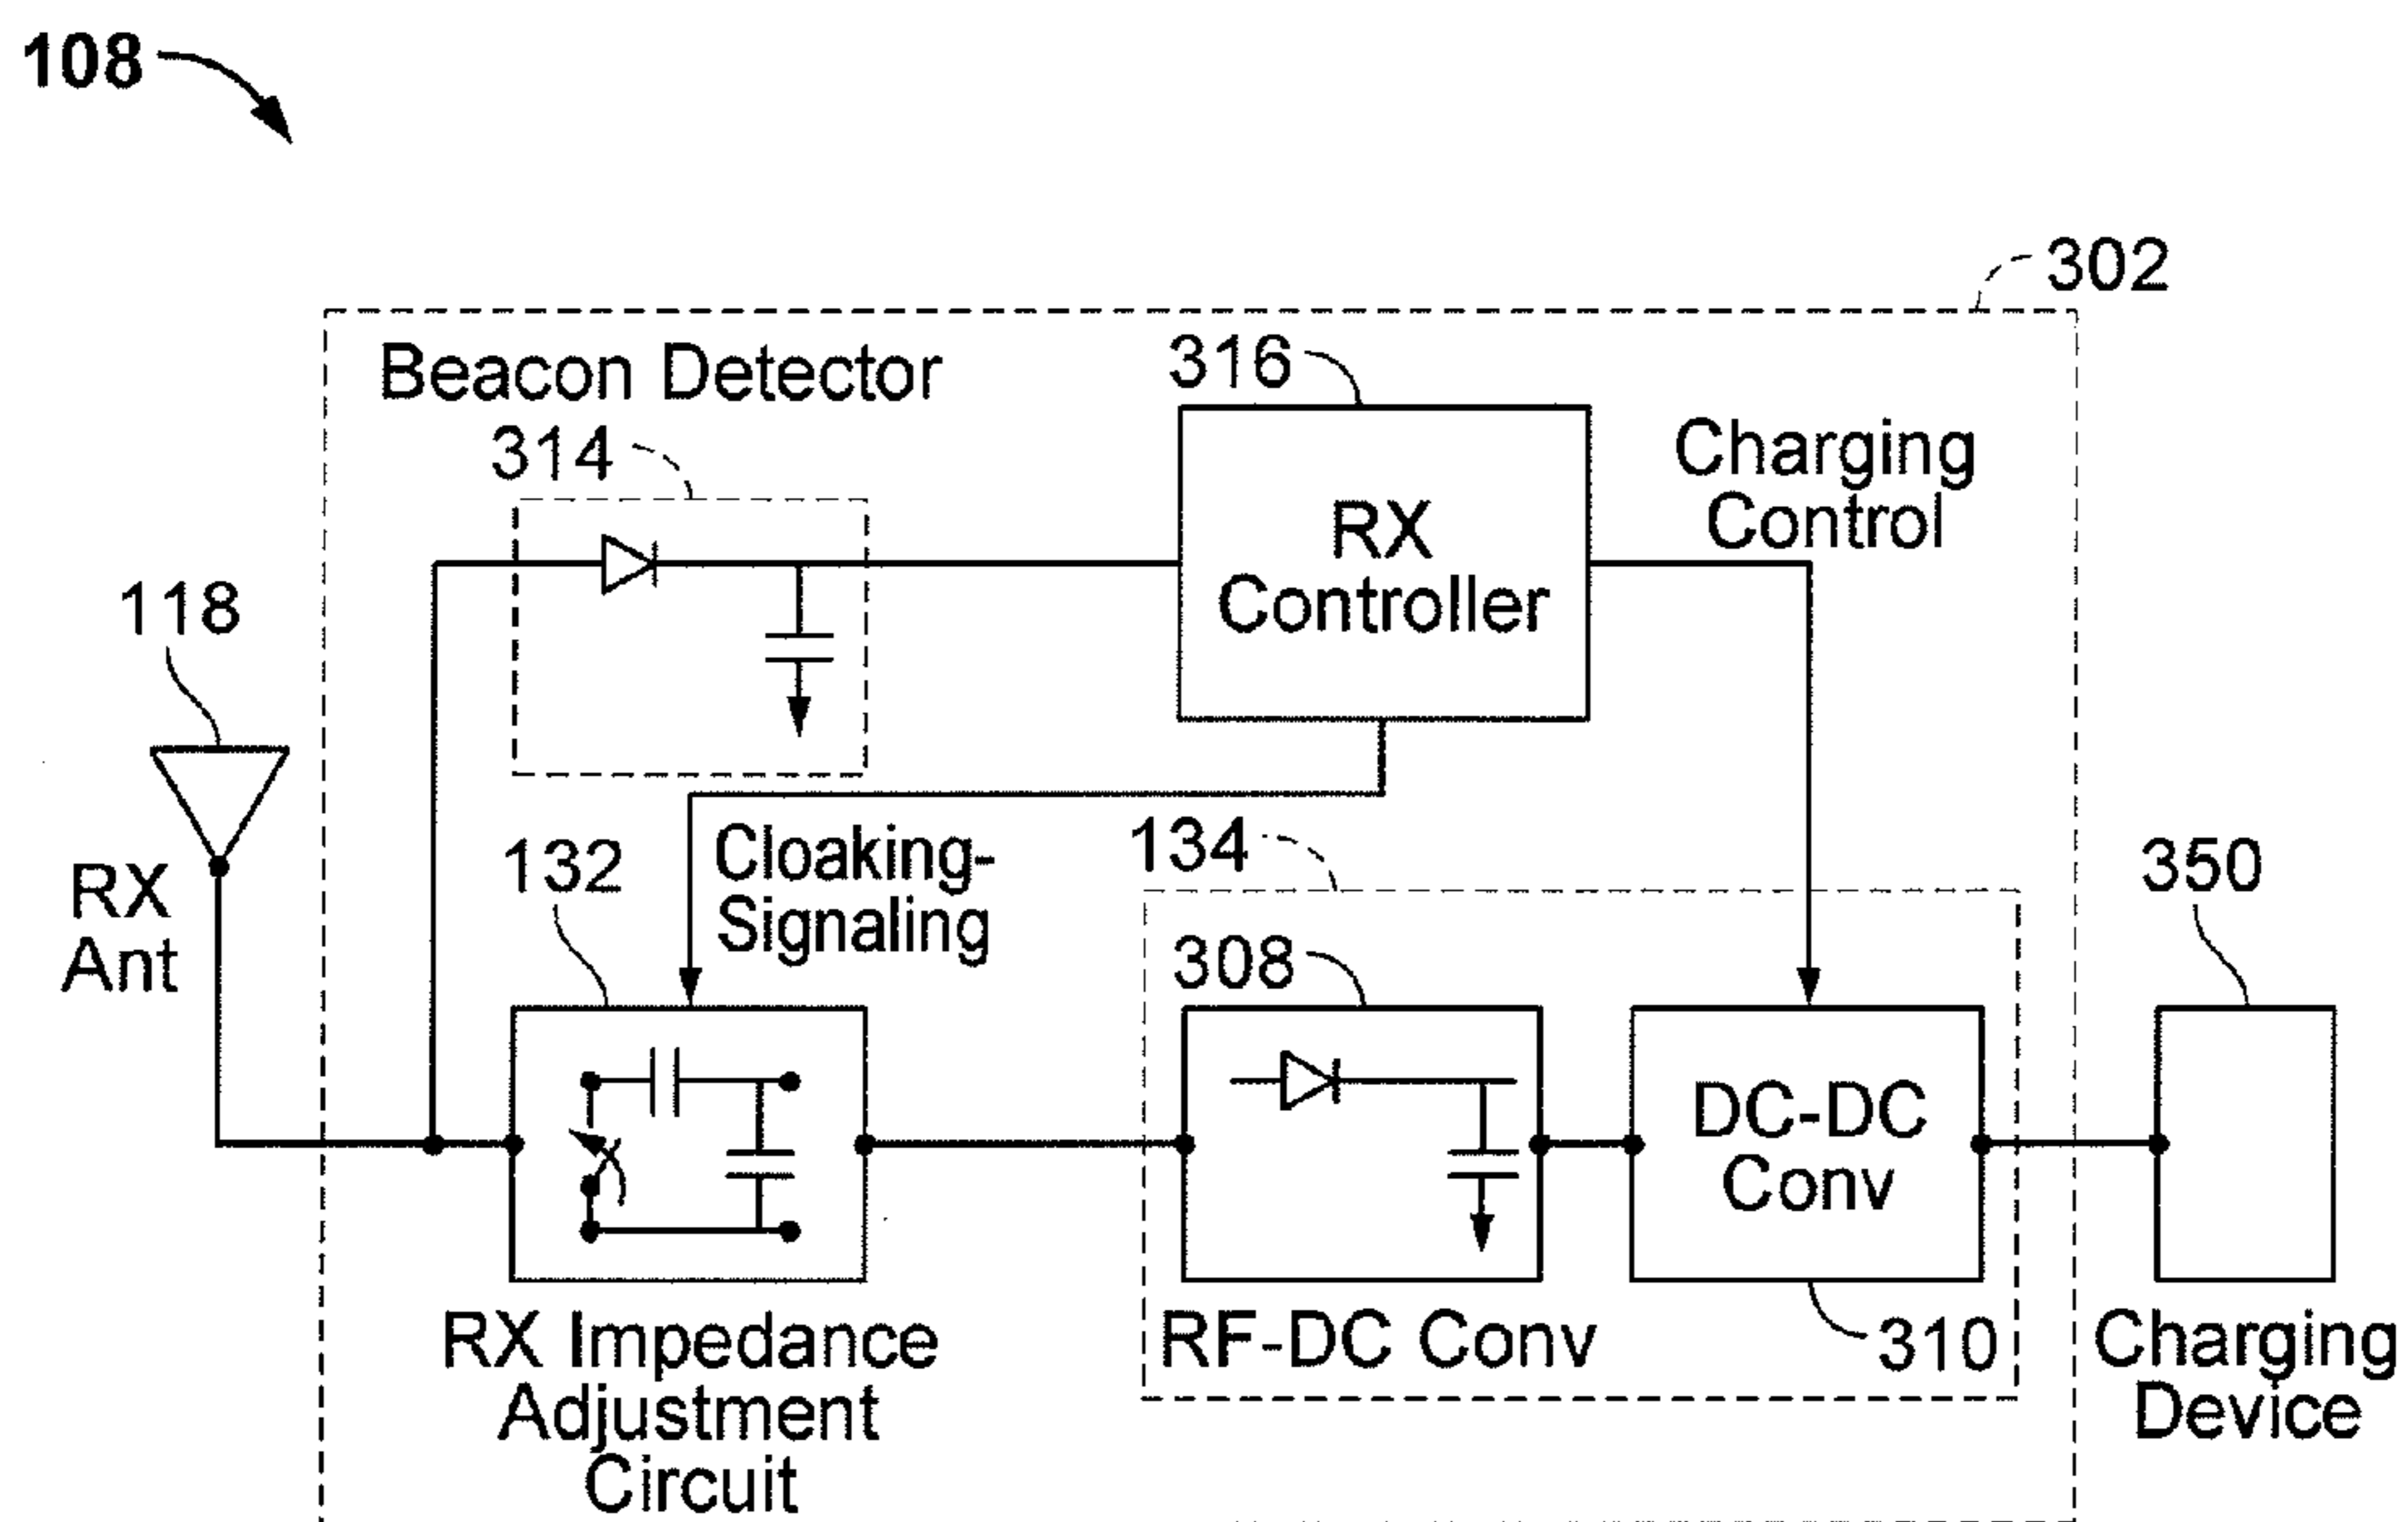 108
302
Beacon Detector
314
316
RX
Controller
Charging
Control
118
RX
Ant
132
Cloaking-
Signaling
134
308
350
DC-DC
Conv
RX Impedance
Adjustment
Circuit
RF-DC Conv
310
Charging
Device